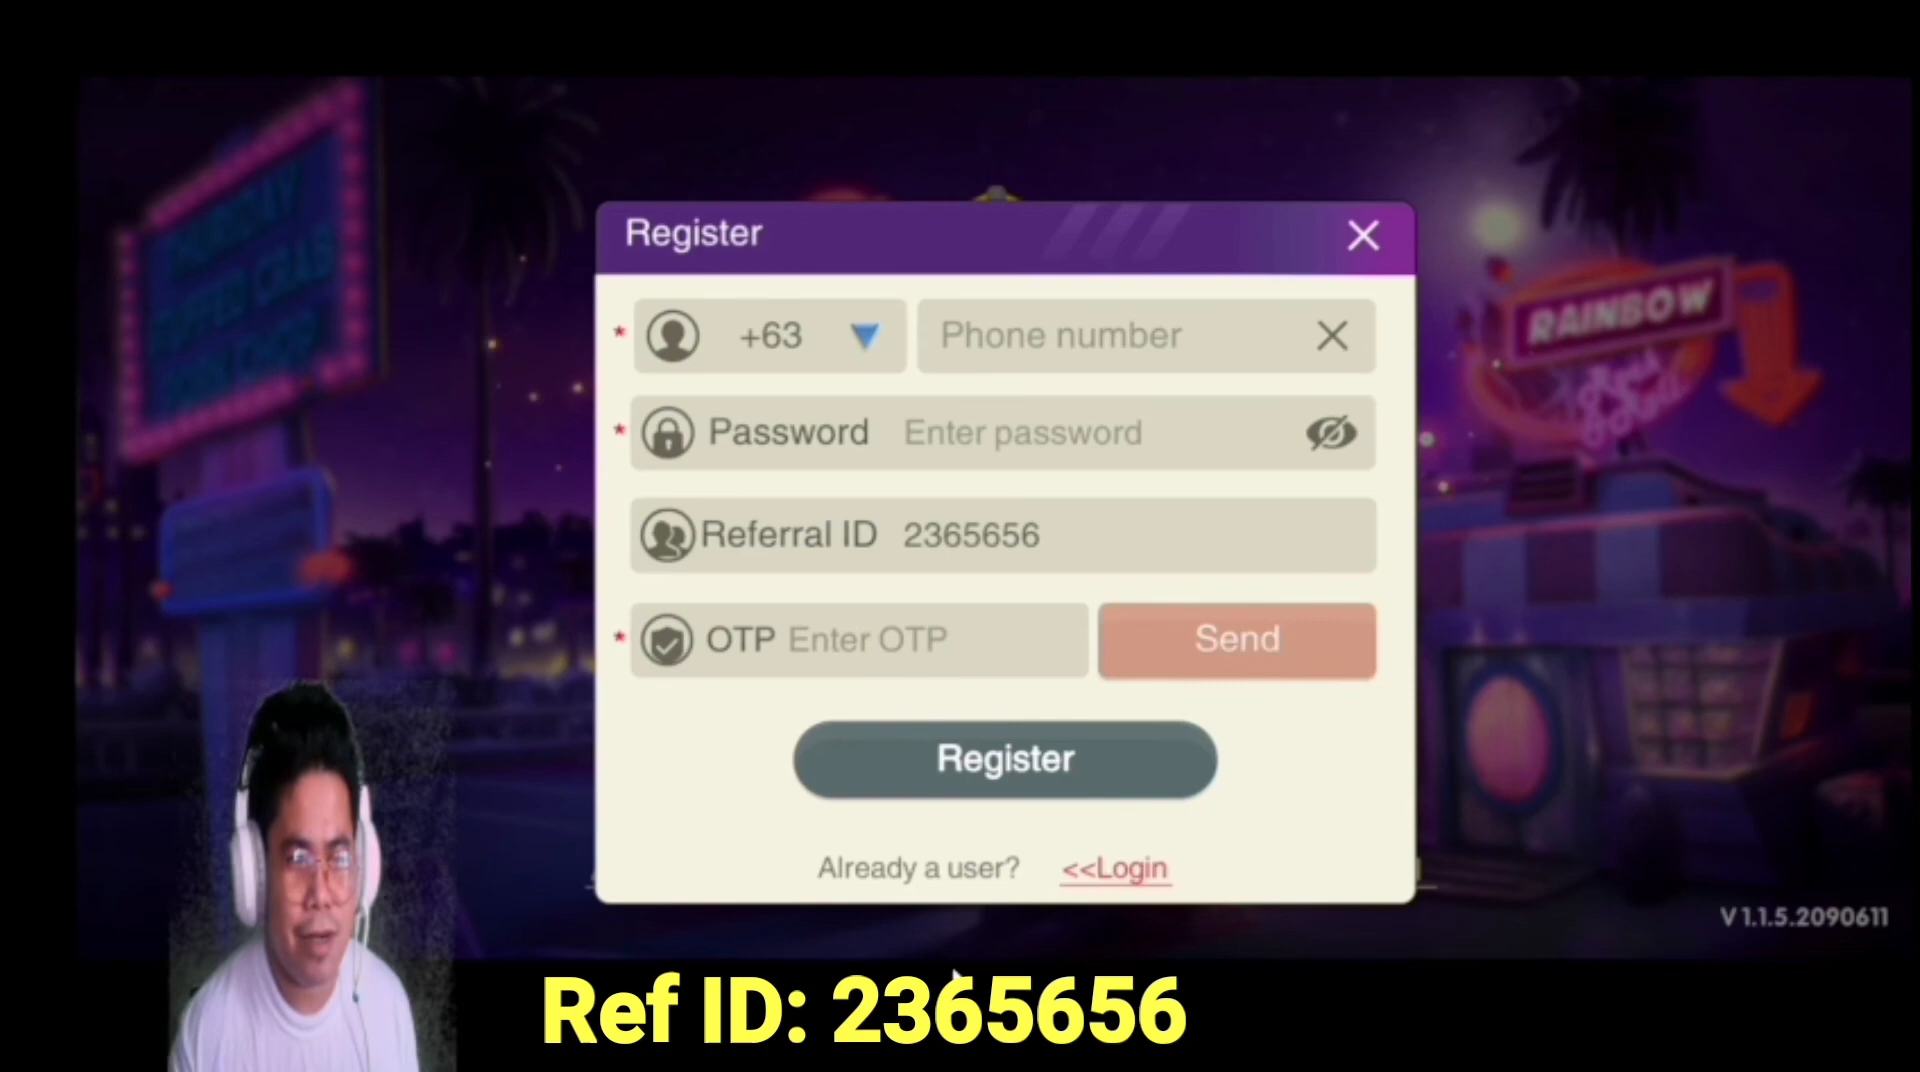 Register
+63
Phone number
Password
Enter password
Referral ID
2365656
OTP
Enter OTP
Send
Register
Already a user?
<<Login
RAINBOW
V1.1.5.2090611
Ref ID: 2365656